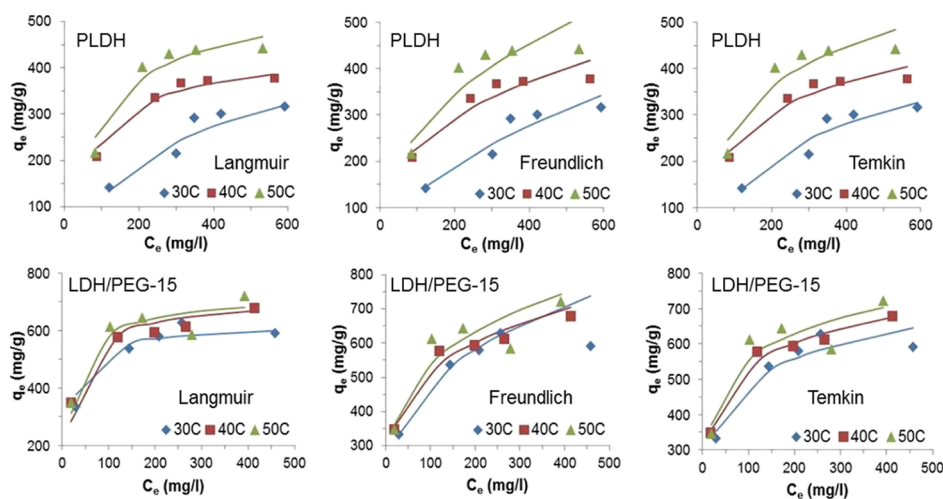 500
400
300
200
100
qe (mg/g)
PLDH
Langmuir
30C 40C 50C
0 200 400 600
Ce (mg/l)
500
400
300
200
100
qe (mg/g)
PLDH
Freundlich
30C 40C 50C
0 200 400 600
Ce (mg/l)
500
400
300
200
100
qe (mg/g)
PLDH
Temkin
30C 40C 50C
0 200 400 600
Ce (mg/l)
800
600
400
200
qe (mg/g)
LDH/PEG-15
Langmuir
30C 40C 50C
0 100 200 300 400 500
Ce (mg/l)
800
700
600
500
400
300
qe (mg/g)
LDH/PEG-15
Freundlich
30C 40C 50C
0 100 200 300 400 500
Ce (mg/l)
800
700
600
500
400
300
qe (mg/g)
LDH/PEG-15
Temkin
30C 40C 50C
0 100 200 300 400 500
Ce (mg/l)